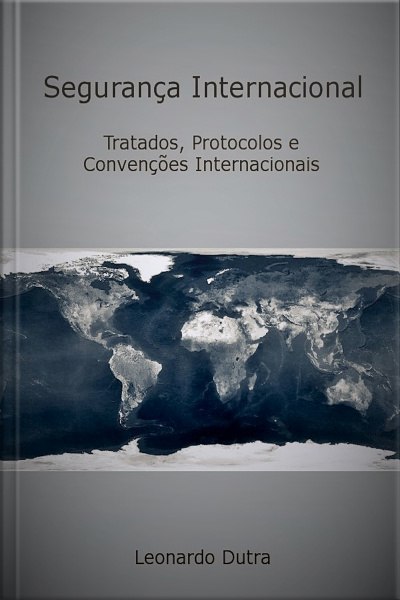 Segurança Internacional
Tratados, Protocolos e
Convenções Internacionais
Leonardo Dutra